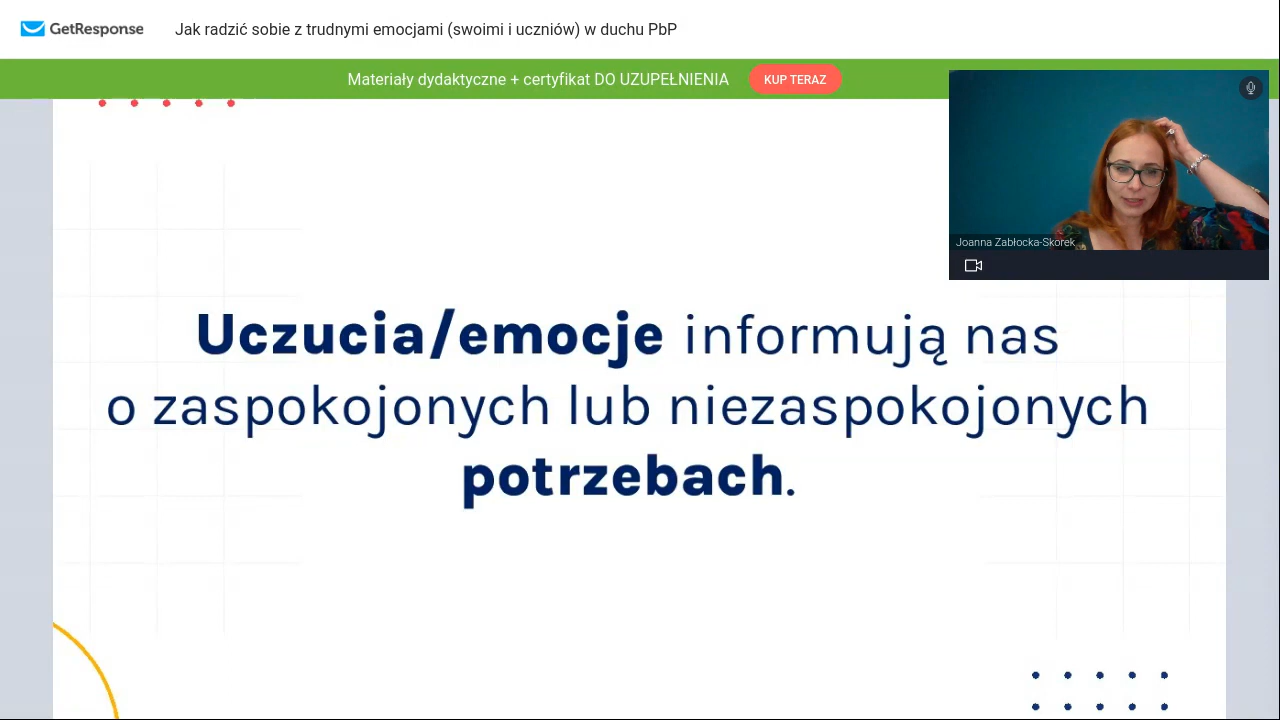 GetResponse
Jak radzić sobie z trudnymi emocjami (swoimi i uczniów) w duchu PbP
Materiały dydaktyczne + certyfikat DO UZUPEŁNIENIA
KUP TERAZ
Joanna Zabłocka-Skorek
Uczucia/emocje informują nas
o zaspokojonych lub niezaspokojonych
potrzebach.